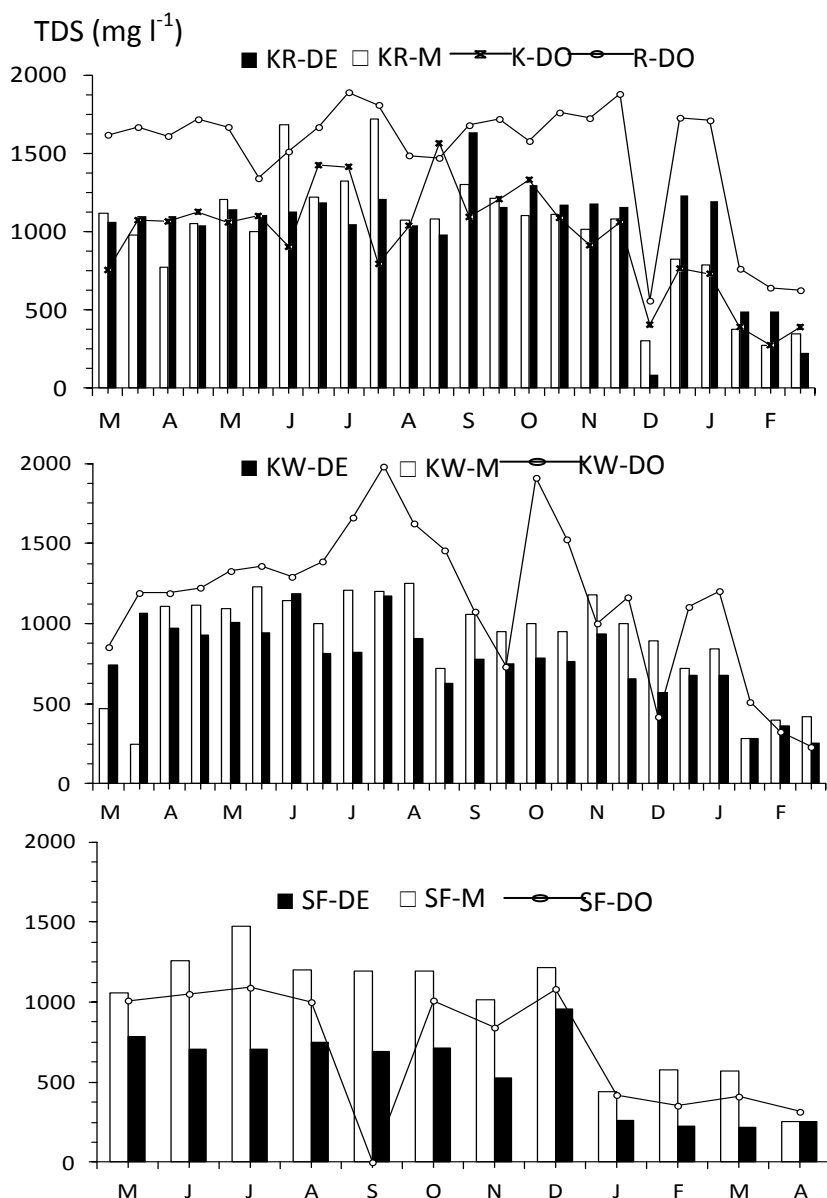 TDS (mg l-1)
KR-DE KR-M K-DO R-DO
2000
1500
1000
500
0
M A M J J A S O N D J F
KW-DE KW-M KW-DO
2000
1500
1000
500
0
M A M J J A S O N D J F
2000
SF-DE SF-M SF-DO
1500
1000
500
0
M J J A S O N D J F M A